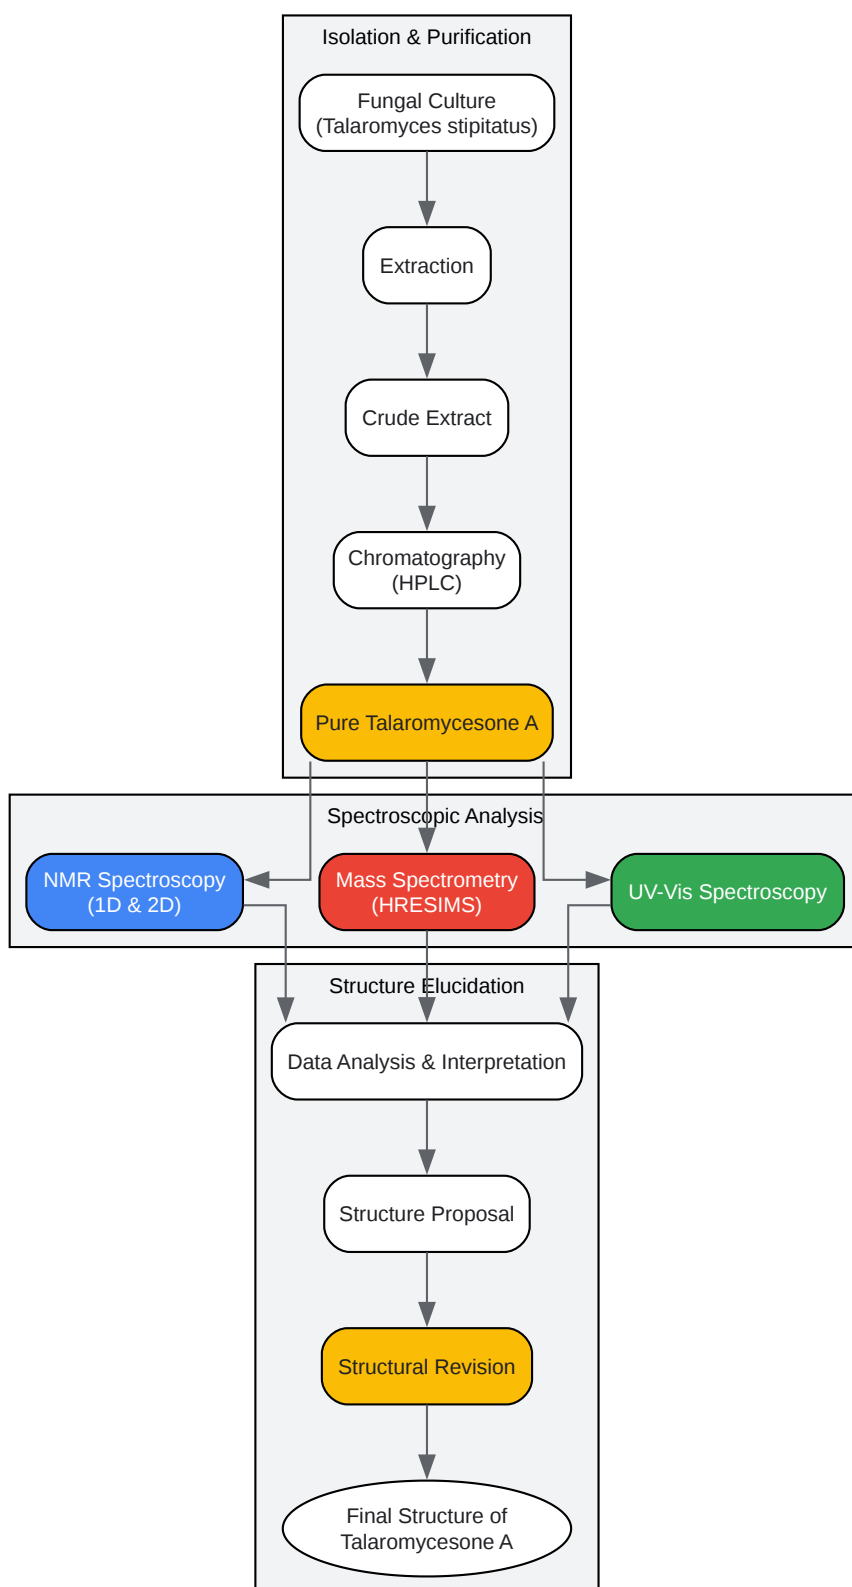 Isolation & Purification
Fungal Culture
(Talaromyces stipitatus)
Extraction
Crude Extract
Chromatography
(HPLC)
Pure Talaromycesone A
Spectroscopic Analysis
NMR Spectroscopy
(1D & 2D)
Mass Spectrometry
(HRESIMS)
UV-Vis Spectroscopy
Structure Elucidation
Data Analysis & Interpretation
Structure Proposal
Structural Revision
Final Structure of
Talaromycesone A